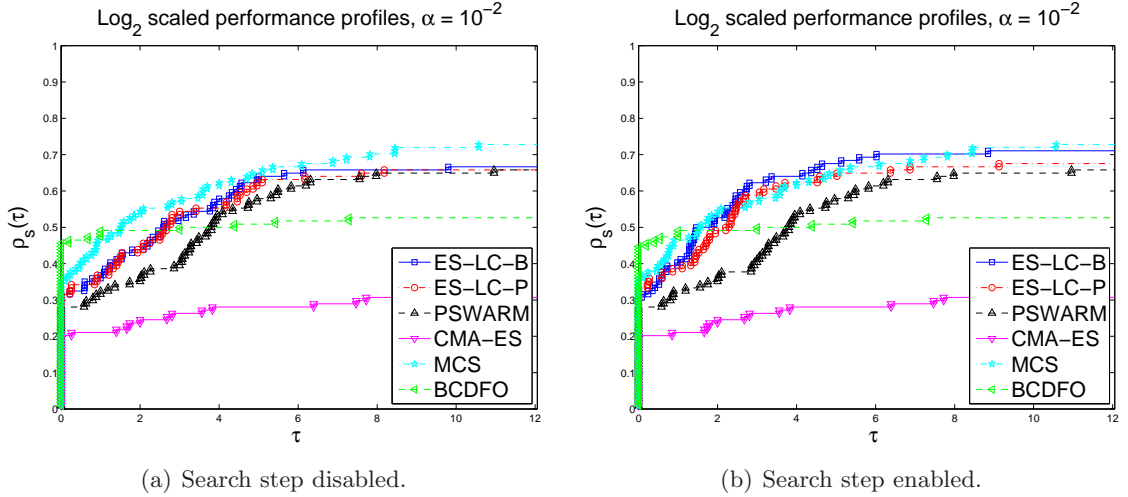 Log2 scaled performance profiles, α = 10−2
1
0.9
0.8
0.7
0.6
0.5
0.4
0.3
0.2
0.1
0
ρs(τ)
0 2 4 6 8 10 12
τ
ES−LC−B
ES−LC−P
PSWARM
CMA−ES
MCS
BCDFO
(a) Search step disabled.
Log2 scaled performance profiles, α = 10−2
1
0.9
0.8
0.7
0.6
0.5
0.4
0.3
0.2
0.1
0
ρs(τ)
0 2 4 6 8 10 12
τ
ES−LC−B
ES−LC−P
PSWARM
CMA−ES
MCS
BCDFO
(b) Search step enabled.